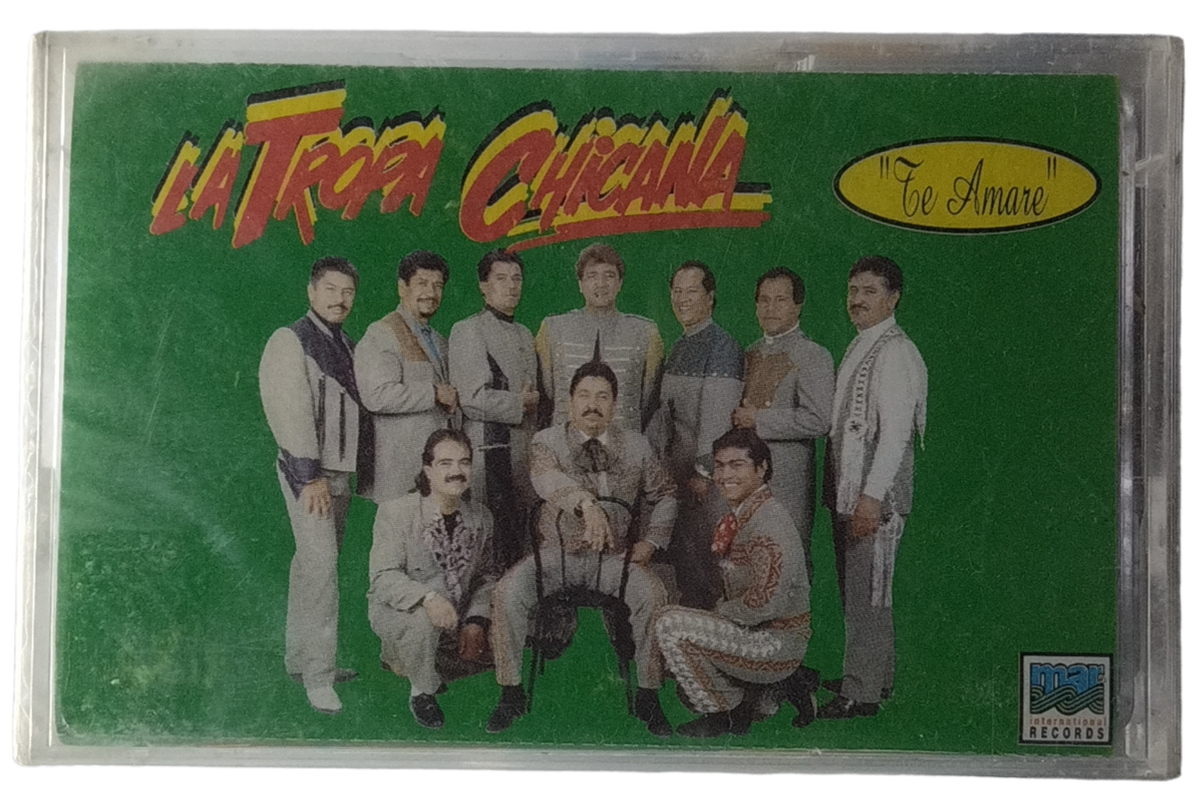 LA TROPA CHICANA
"Te Amare"
mar
international
RECORDS